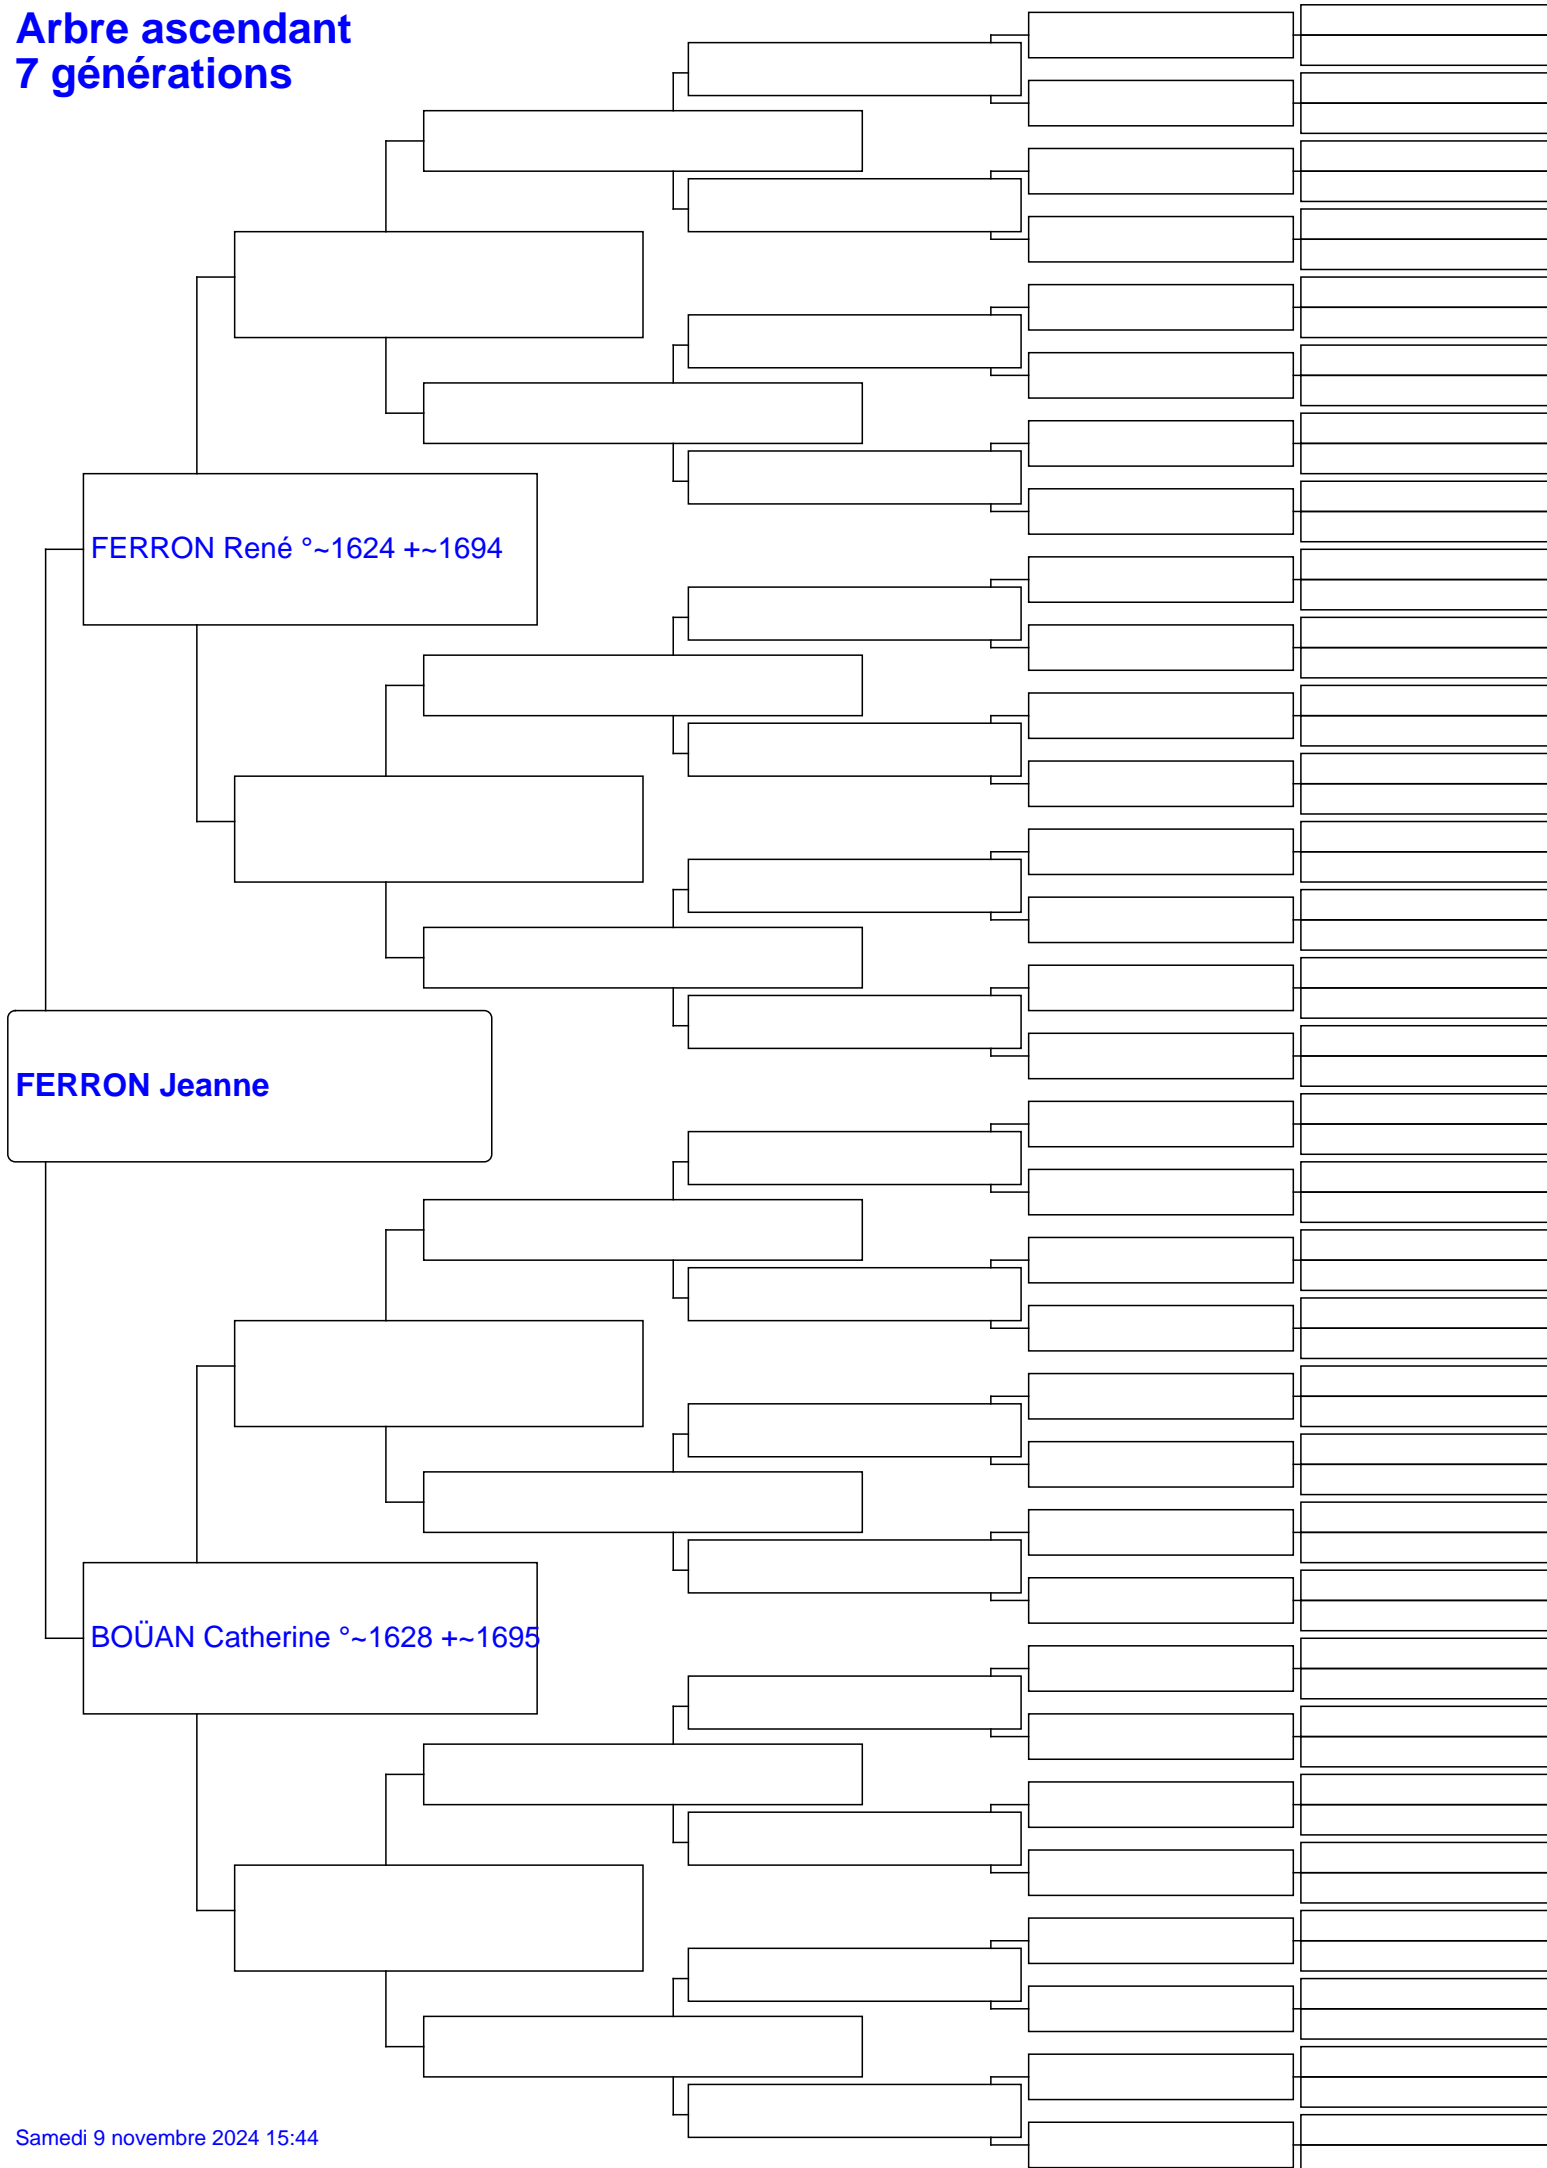 Arbre ascendant
7 générations
FERRON René °~1624 +~1694
FERRON Jeanne
BOÜAN Catherine °~1628 +~1695
Samedi 9 novembre 2024 15:44